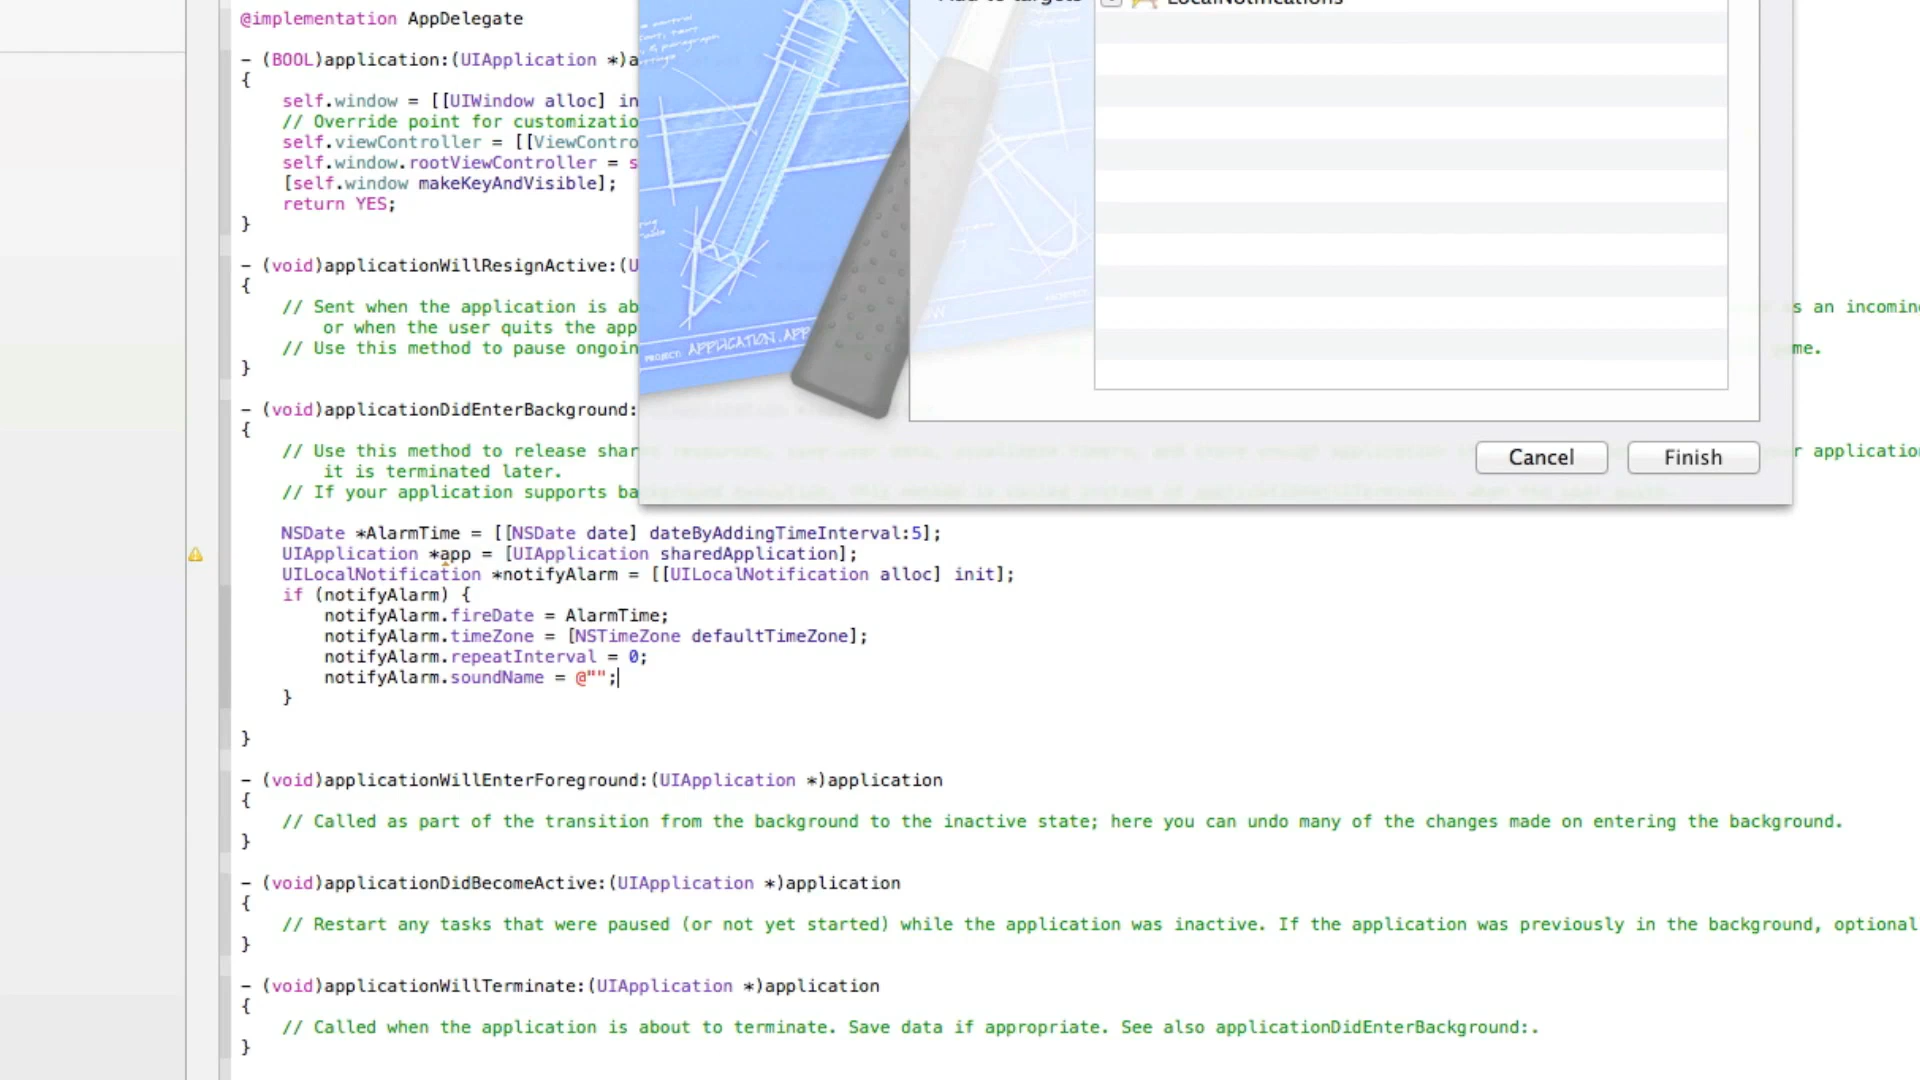 @implementation AppDelegate
- (BOOL)application:(UIApplication *)a
{
self.window = [[UIWindow alloc] in
// Override point for customizatio
self.viewController = [[ViewContro
self.window.rootViewController = s
[self.window makeKeyAndVisible];
return YES;
}
- (void)applicationWillResignActive:(U
{
// Sent when the application is ab
s an incoming
or when the user quits the app
// Use this method to pause ongoin
me.
}
- (void)applicationDidEnterBackground:
{
// Use this method to release shar
r application
it is terminated later.
// If your application supports ba
NSDate *AlarmTime = [[NSDate date] dateByAddingTimeInterval:5];
UIApplication *app = [UIApplication sharedApplication];
UILocalNotification *notifyAlarm = [[UILocalNotification alloc] init];
if (notifyAlarm) {
notifyAlarm.fireDate = AlarmTime;
notifyAlarm.timeZone = [NSTimeZone defaultTimeZone];
notifyAlarm.repeatInterval = 0;
notifyAlarm.soundName = @"";
}
}
- (void)applicationWillEnterForeground:(UIApplication *)application
{
// Called as part of the transition from the background to the inactive state; here you can undo many of the changes made on entering the background.
}
- (void)applicationDidBecomeActive:(UIApplication *)application
{
// Restart any tasks that were paused (or not yet started) while the application was inactive. If the application was previously in the background, optional
}
- (void)applicationWillTerminate:(UIApplication *)application
{
// Called when the application is about to terminate. Save data if appropriate. See also applicationDidEnterBackground:.
}
Add to targets
LocalNotifications
PROJECT: APPLICATION.APP
Cancel
Finish